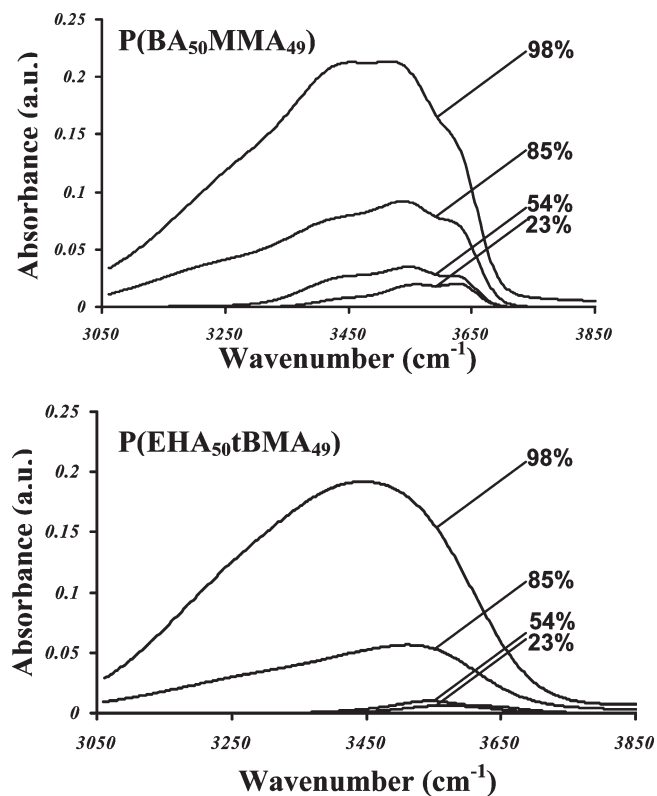 P(BA₅₀MMA₄₉)
98%
85%
54%
23%
Absorbance (a.u.)
0.25
0.2
0.15
0.1
0.05
0
3050 3250 3450 3650 3850
Wavenumber (cm⁻¹)
P(EHA₅₀tBMA₄₉)
98%
85%
54%
23%
Absorbance (a.u.)
0.25
0.2
0.15
0.1
0.05
0
3050 3250 3450 3650 3850
Wavenumber (cm⁻¹)